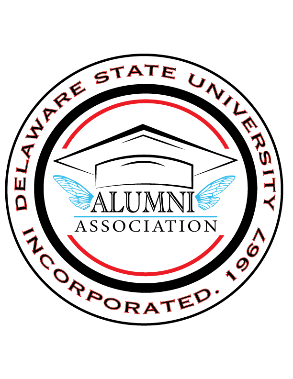 DELAWARE STATE UNIVERSITY
ALUMNI
ASSOCIATION
INCORPORATED. 1967